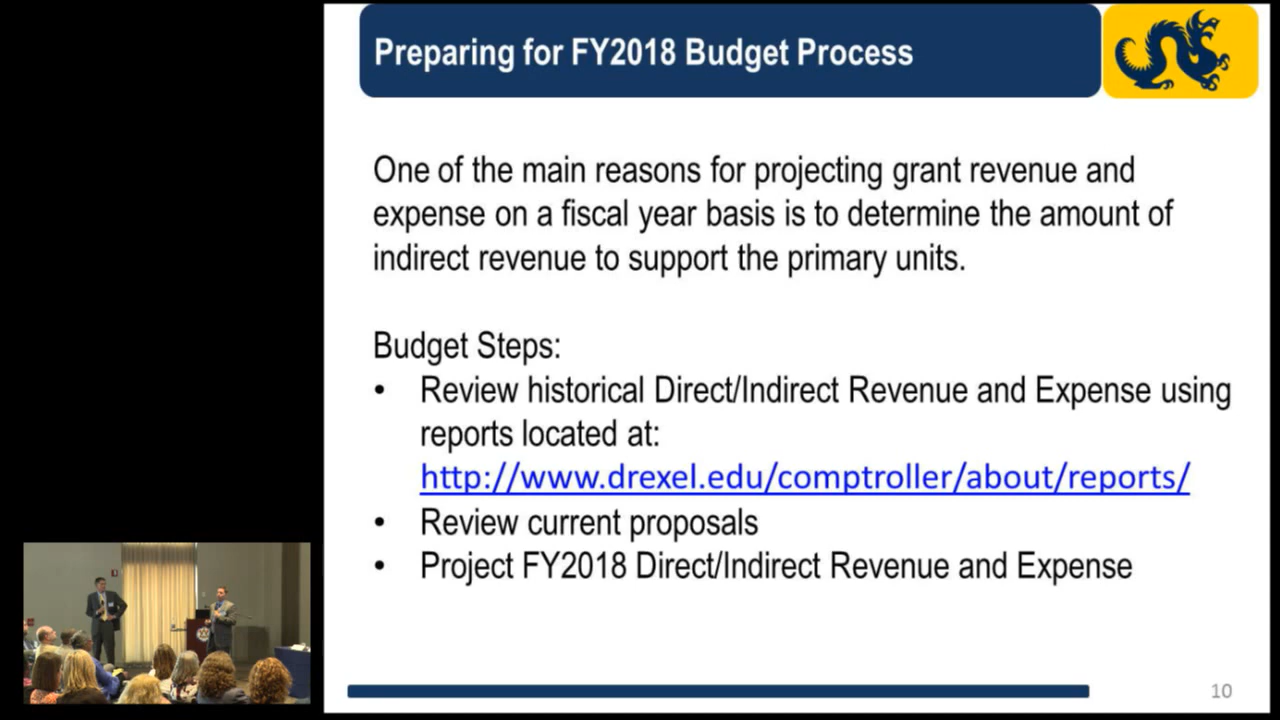 Preparing for FY2018 Budget Process
One of the main reasons for projecting grant revenue and
expense on a fiscal year basis is to determine the amount of
indirect revenue to support the primary units.
Budget Steps:
• Review historical Direct/Indirect Revenue and Expense using
reports located at:
http://www.drexel.edu/comptroller/about/reports/
• Review current proposals
• Project FY2018 Direct/Indirect Revenue and Expense
10